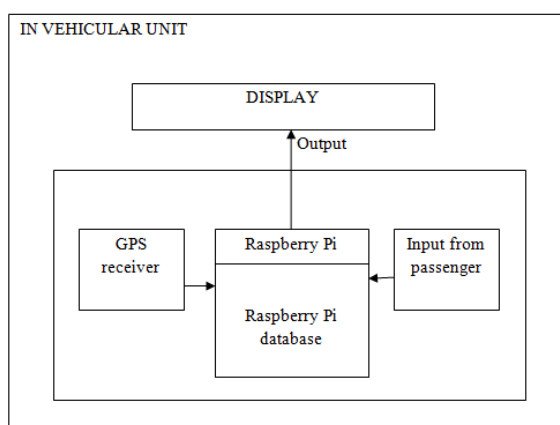 IN VEHICULAR UNIT
DISPLAY
Output
GPS
receiver
Raspberry Pi
Raspberry Pi
database
Input from
passenger